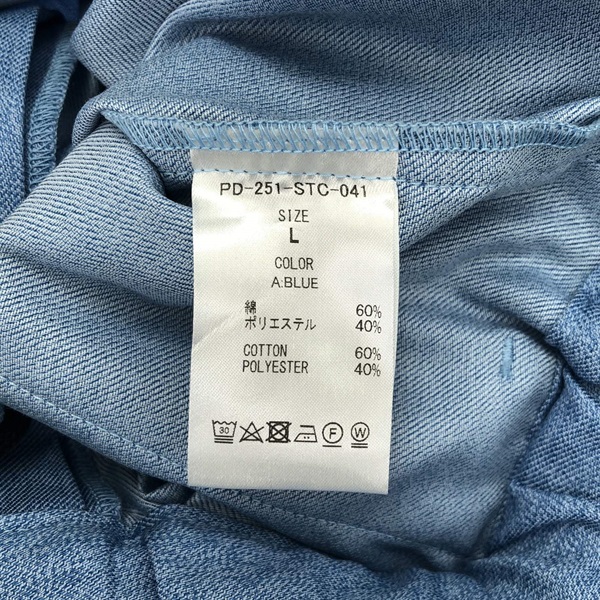 PD-251-STC-041
SIZE
L
COLOR
A:BLUE
綿 60%
ポリエステル 40%
COTTON 60%
POLYESTER 40%
30 F W